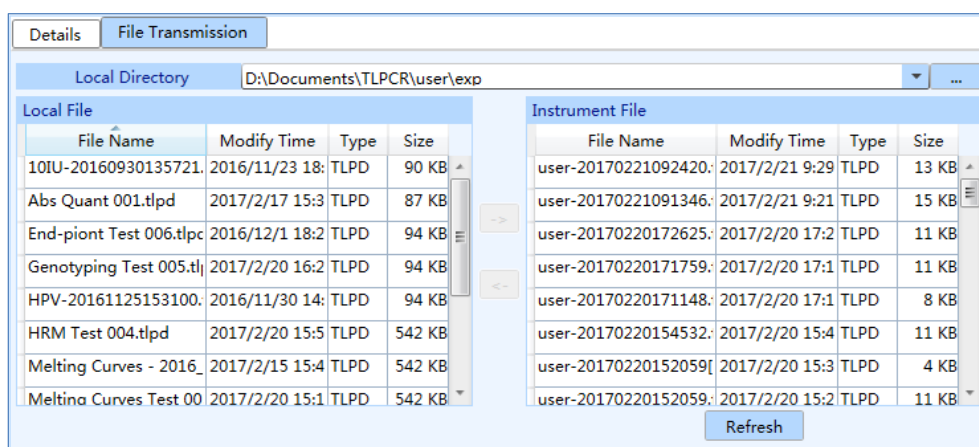 Details File Transmission
Local Directory D:\Documents\TLPCR\user\exp ...
Local File Instrument File
File Name Modify Time Type Size File Name Modify Time Type Size
10IU-20160930135721. 2016/11/23 18: TLPD 90 KB user-20170221092420. 2017/2/21 9:29 TLPD 13 KB
Abs Quant 001.tlpd 2017/2/17 15:3 TLPD 87 KB user-20170221091346. 2017/2/21 9:21 TLPD 15 KB
->
End-piont Test 006.tlpc 2016/12/1 18:2 TLPD 94 KB user-20170220172625. 2017/2/20 17:2 TLPD 11 KB
Genotyping Test 005.tl 2017/2/20 16:2 TLPD 94 KB user-20170220171759. 2017/2/20 17:1 TLPD 11 KB
<-
HPV-20161125153100. 2016/11/30 14: TLPD 94 KB user-20170220171148. 2017/2/20 17:1 TLPD 8 KB
HRM Test 004.tlpd 2017/2/20 15:5 TLPD 542 KB user-20170220154532. 2017/2/20 15:4 TLPD 11 KB
Melting Curves - 2016_ 2017/2/15 15:4 TLPD 542 KB user-20170220152059[ 2017/2/20 15:3 TLPD 4 KB
Melting Curves Test 00 2017/2/20 15:1 TLPD 542 KB user-20170220152059. 2017/2/20 15:2 TLPD 11 KB
Refresh